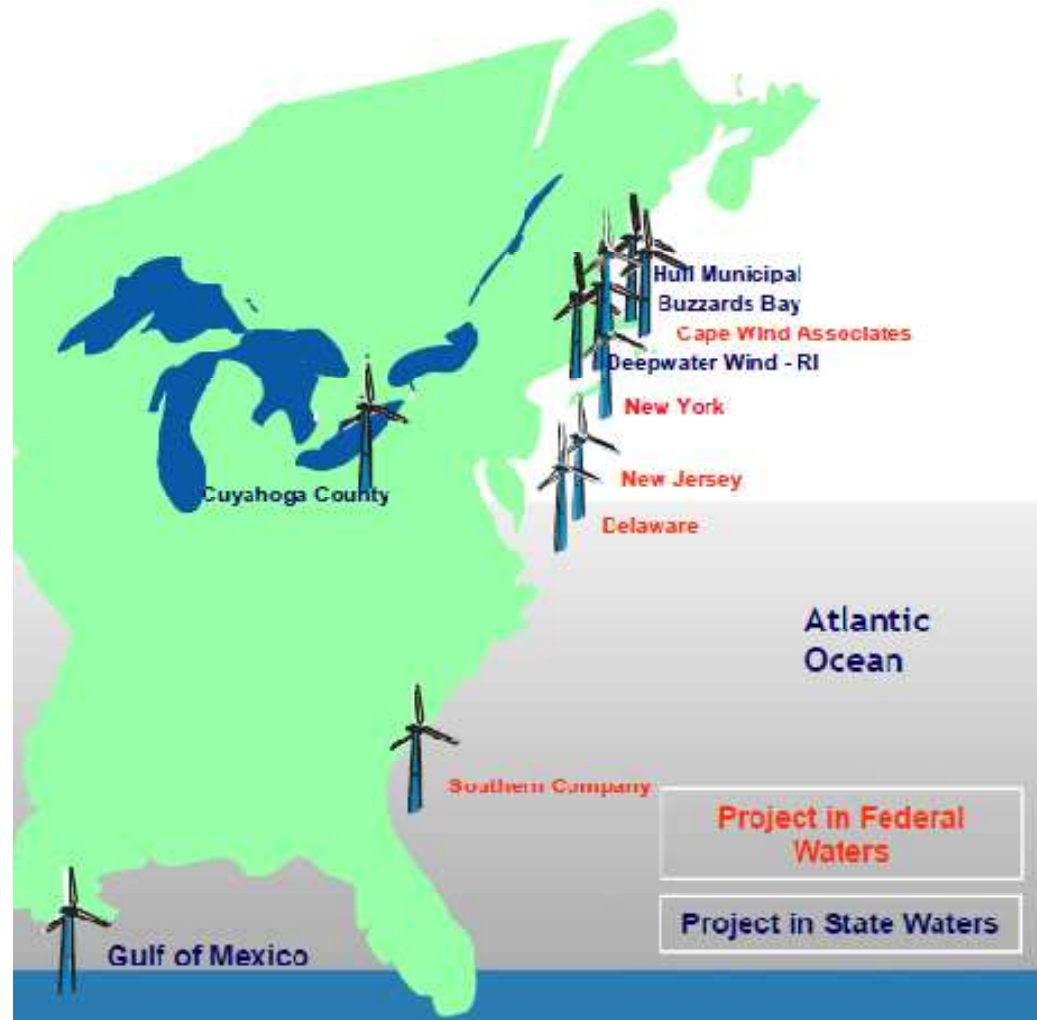 Hull Municipal
Buzzards Bay
Cape Wind Associates
Deepwater Wind - RI
New York
New Jersey
Cuyahoga County
Delaware
Atlantic
Ocean
Southern Company
Project in Federal
Waters
Project in State Waters
Gulf of Mexico